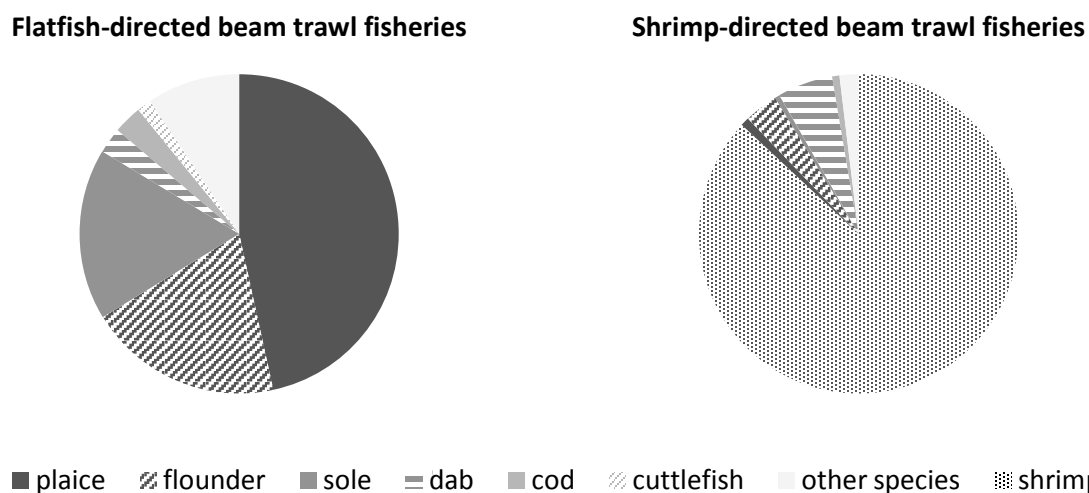 Flatfish-directed beam trawl fisheries
Shrimp-directed beam trawl fisheries
plaice flounder sole dab cod cuttlefish other species shrimp